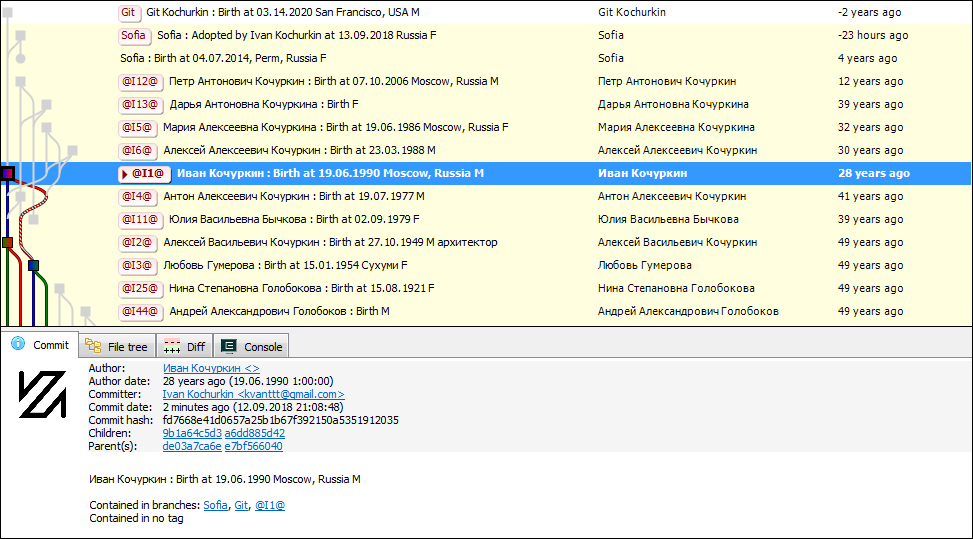 Git Git Kochurkin : Birth at 03.14.2020 San Francisco, USA M Git Kochurkin -2 years ago
Sofia Sofia : Adopted by Ivan Kochurkin at 13.09.2018 Russia F Sofia -23 hours ago
Sofia : Birth at 04.07.2014, Perm, Russia F Sofia 4 years ago
@I12@ Петр Антонович Кочуркин : Birth at 07.10.2006 Moscow, Russia M Петр Антонович Кочуркин 12 years ago
@I13@ Дарья Антоновна Кочуркина : Birth F Дарья Антоновна Кочуркина 39 years ago
@I5@ Мария Алексеевна Кочуркина : Birth at 19.06.1986 Moscow, Russia F Мария Алексеевна Кочуркина 32 years ago
@I6@ Алексей Алексеевич Кочуркин : Birth at 23.03.1988 M Алексей Алексеевич Кочуркин 30 years ago
@I1@ Иван Кочуркин : Birth at 19.06.1990 Moscow, Russia M Иван Кочуркин 28 years ago
@I4@ Антон Алексеевич Кочуркин : Birth at 19.07.1977 M Антон Алексеевич Кочуркин 41 years ago
@I11@ Юлия Васильевна Бычкова : Birth at 02.09.1979 F Юлия Васильевна Бычкова 39 years ago
@I2@ Алексей Васильевич Кочуркин : Birth at 27.10.1949 M архитектор Алексей Васильевич Кочуркин 49 years ago
@I3@ Любовь Гумерова : Birth at 15.01.1954 Сухуми F Любовь Гумерова 49 years ago
@I25@ Нина Степановна Голобокова : Birth at 15.08.1921 F Нина Степановна Голобокова 49 years ago
@I44@ Андрей Александрович Голобоков : Birth M Андрей Александрович Голобоков 49 years ago
Commit File tree Diff Console
Author: Иван Кочуркин <>
Author date: 28 years ago (19.06.1990 1:00:00)
Committer: Ivan Kochurkin <kvanttt@gmail.com>
Commit date: 2 minutes ago (12.09.2018 21:08:48)
Commit hash: fd7668e41d0657a25b1b67f392150a5351912035
Children: 9b1a64c5d3 a6dd885d42
Parent(s): de03a7ca6e e7bf566040
Иван Кочуркин : Birth at 19.06.1990 Moscow, Russia M
Contained in branches: Sofia, Git, @I1@
Contained in no tag